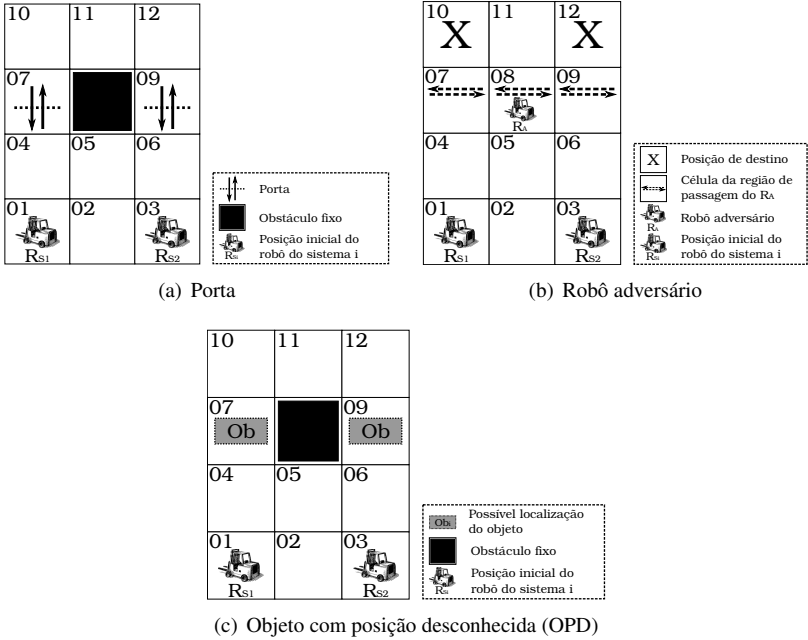 10 11 12
07 09
04 05 06
01 02 03
RS1 RS2
Porta
Obstáculo fixo
Posição inicial do
robô do sistema i
RSi
(a) Porta
10 11 12
X X
07 08 09
RA
04 05 06
01 02 03
RS1 RS2
X Posição de destino
Célula da região de
passagem do RA
Robô adversário
RA
Posição inicial do
robô do sistema i
RSi
(b) Robô adversário
10 11 12
07 09
Ob Ob
04 05 06
01 02 03
RS1 RS2
Possível localização
Obi
do objeto
Obstáculo fixo
Posição inicial do
robô do sistema i
RSi
(c) Objeto com posição desconhecida (OPD)